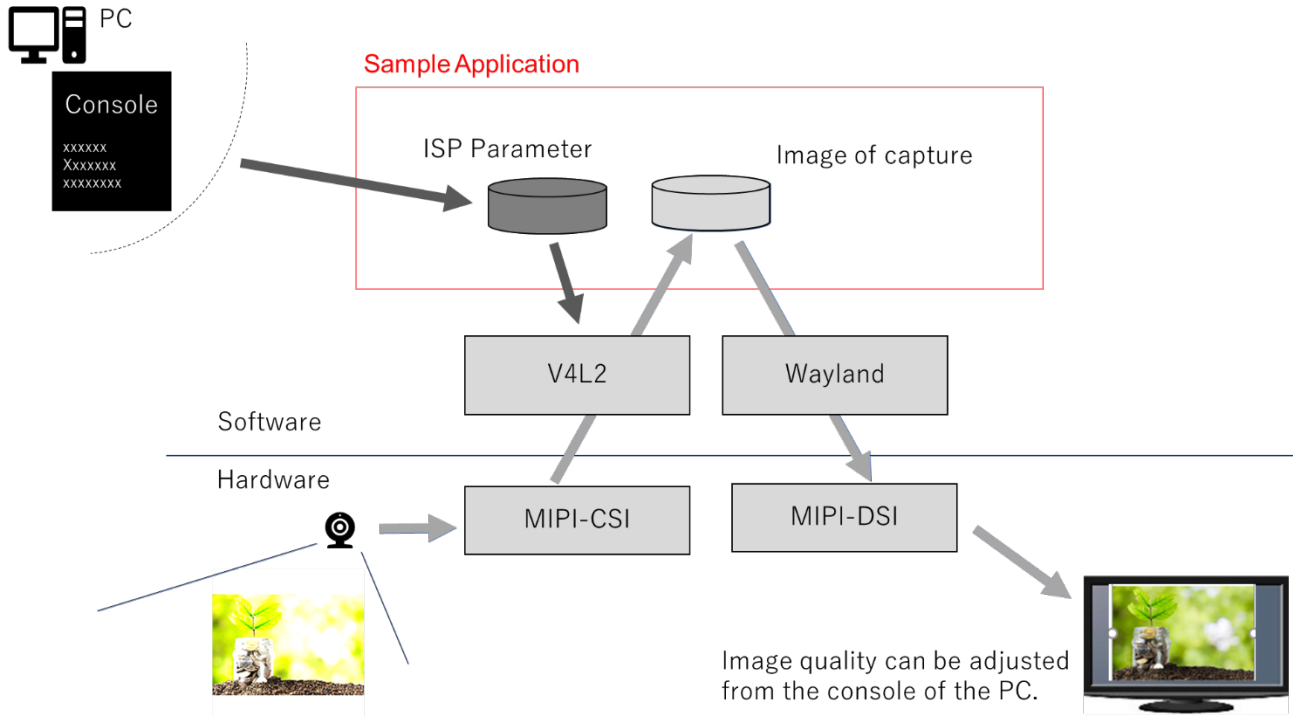 PC
Sample Application
Console
xxxxxx
Xxxxxxx
xxxxxxxx
ISP Parameter
Image of capture
V4L2
Wayland
Software
Hardware
MIPI-CSI
MIPI-DSI
Image quality can be adjusted
from the console of the PC.